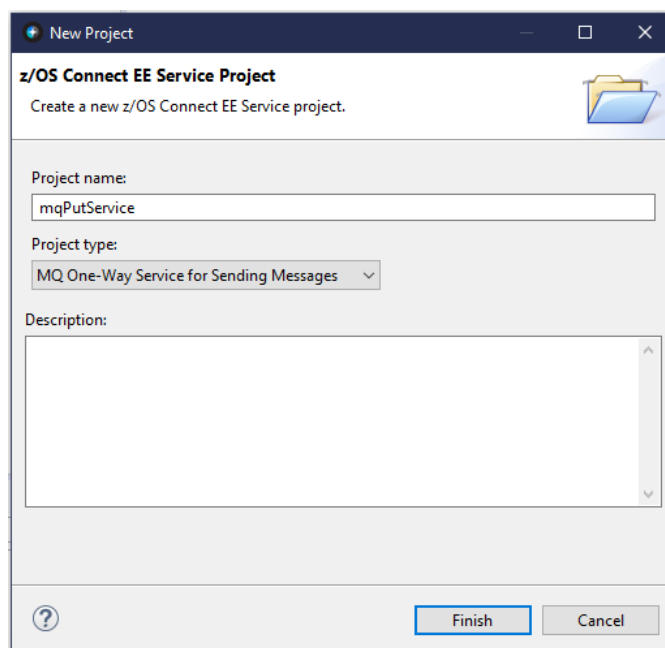 New Project
z/OS Connect EE Service Project
Create a new z/OS Connect EE Service project.
Project name:
mqPutService
Project type:
MQ One-Way Service for Sending Messages
Description:
?
Finish
Cancel